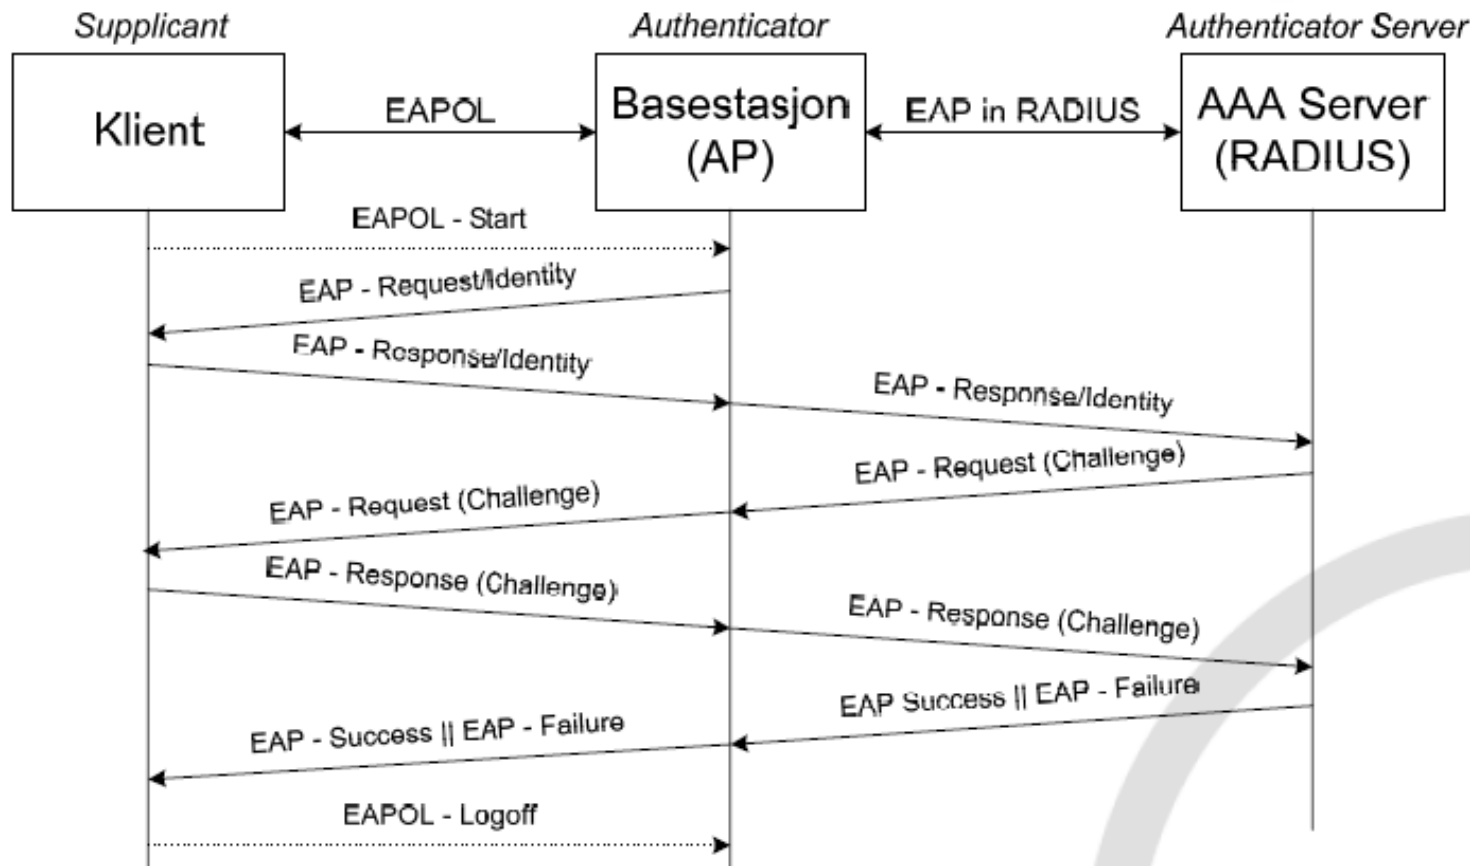 Supplicant
Authenticator
Authenticator Server
Klient
EAPOL
Basestasjon
(AP)
EAP in RADIUS
AAA Server
(RADIUS)
EAPOL - Start
EAP - Request/Identity
EAP - Response/Identity
EAP - Response/Identity
EAP - Request (Challenge)
EAP - Request (Challenge)
EAP - Response (Challenge)
EAP - Response (Challenge)
EAP Success || EAP - Failure
EAP - Success || EAP - Failure
EAPOL - Logoff